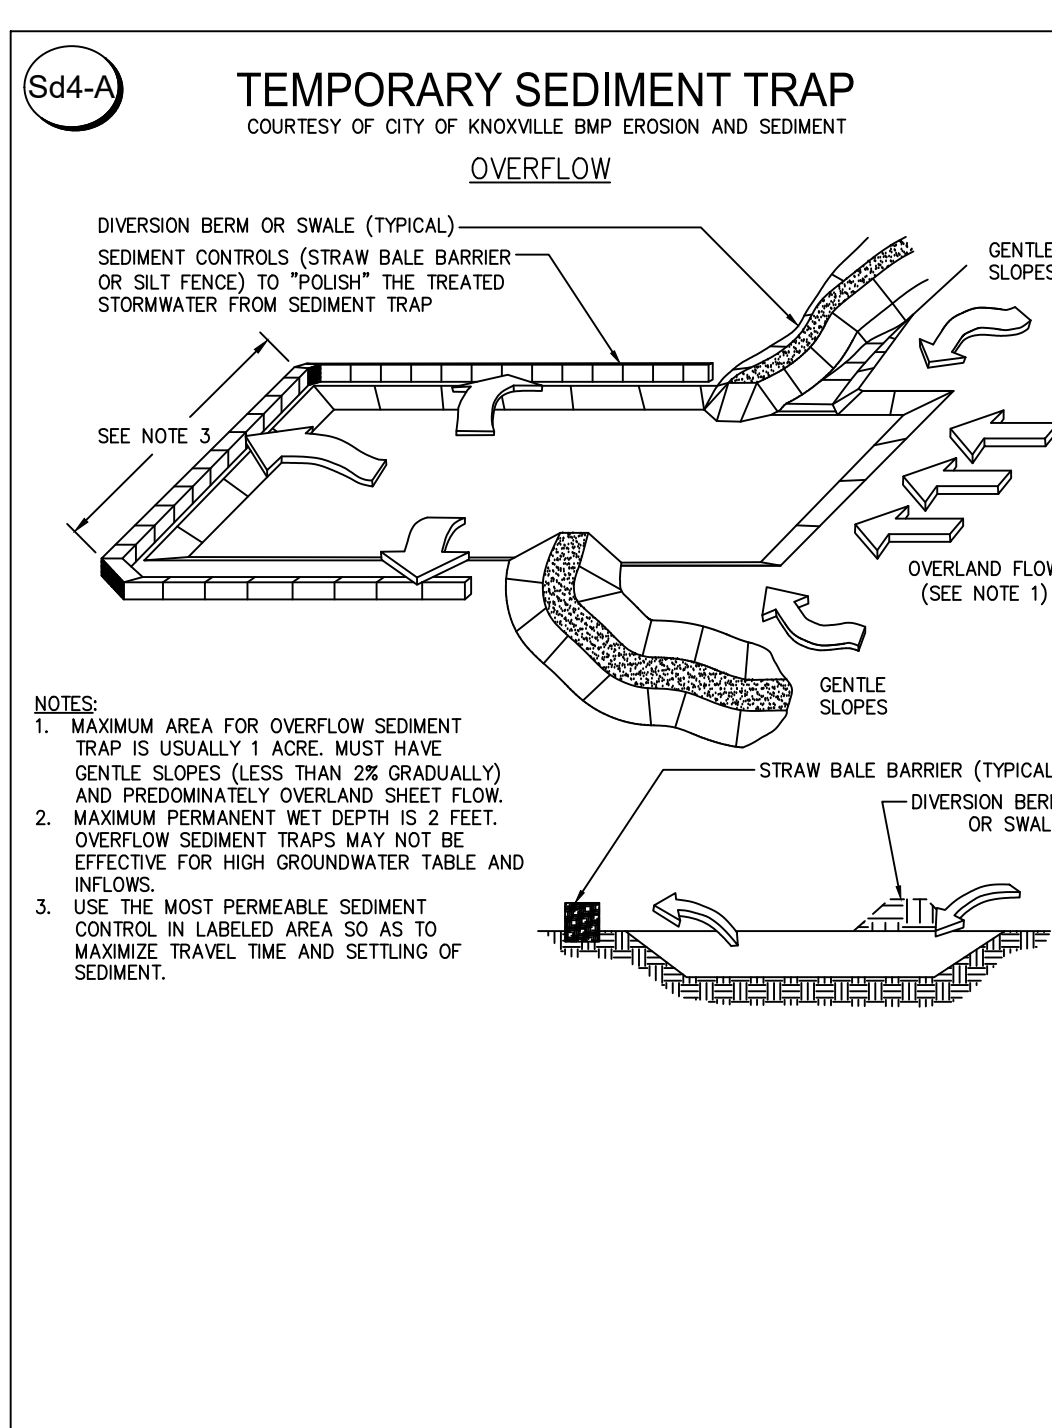 Sd4-A
TEMPORARY SEDIMENT TRAP
COURTESY OF CITY OF KNOXVILLE BMP EROSION AND SEDIMENT
OVERFLOW
DIVERSION BERM OR SWALE (TYPICAL)
SEDIMENT CONTROLS (STRAW BALE BARRIER
OR SILT FENCE) TO "POLISH" THE TREATED
STORMWATER FROM SEDIMENT TRAP
GENTLE
SLOPES
SEE NOTE 3
OVERLAND FLOW
(SEE NOTE 1)
GENTLE
SLOPES
NOTES:
1. MAXIMUM AREA FOR OVERFLOW SEDIMENT
TRAP IS USUALLY 1 ACRE. MUST HAVE
GENTLE SLOPES (LESS THAN 2% GRADUALLY)
AND PREDOMINATELY OVERLAND SHEET FLOW.
2. MAXIMUM PERMANENT WET DEPTH IS 2 FEET.
OVERFLOW SEDIMENT TRAPS MAY NOT BE
EFFECTIVE FOR HIGH GROUNDWATER TABLE AND
INFLOWS.
3. USE THE MOST PERMEABLE SEDIMENT
CONTROL IN LABELED AREA SO AS TO
MAXIMIZE TRAVEL TIME AND SETTLING OF
SEDIMENT.
STRAW BALE BARRIER (TYPICAL
DIVERSION BER
OR SWAL